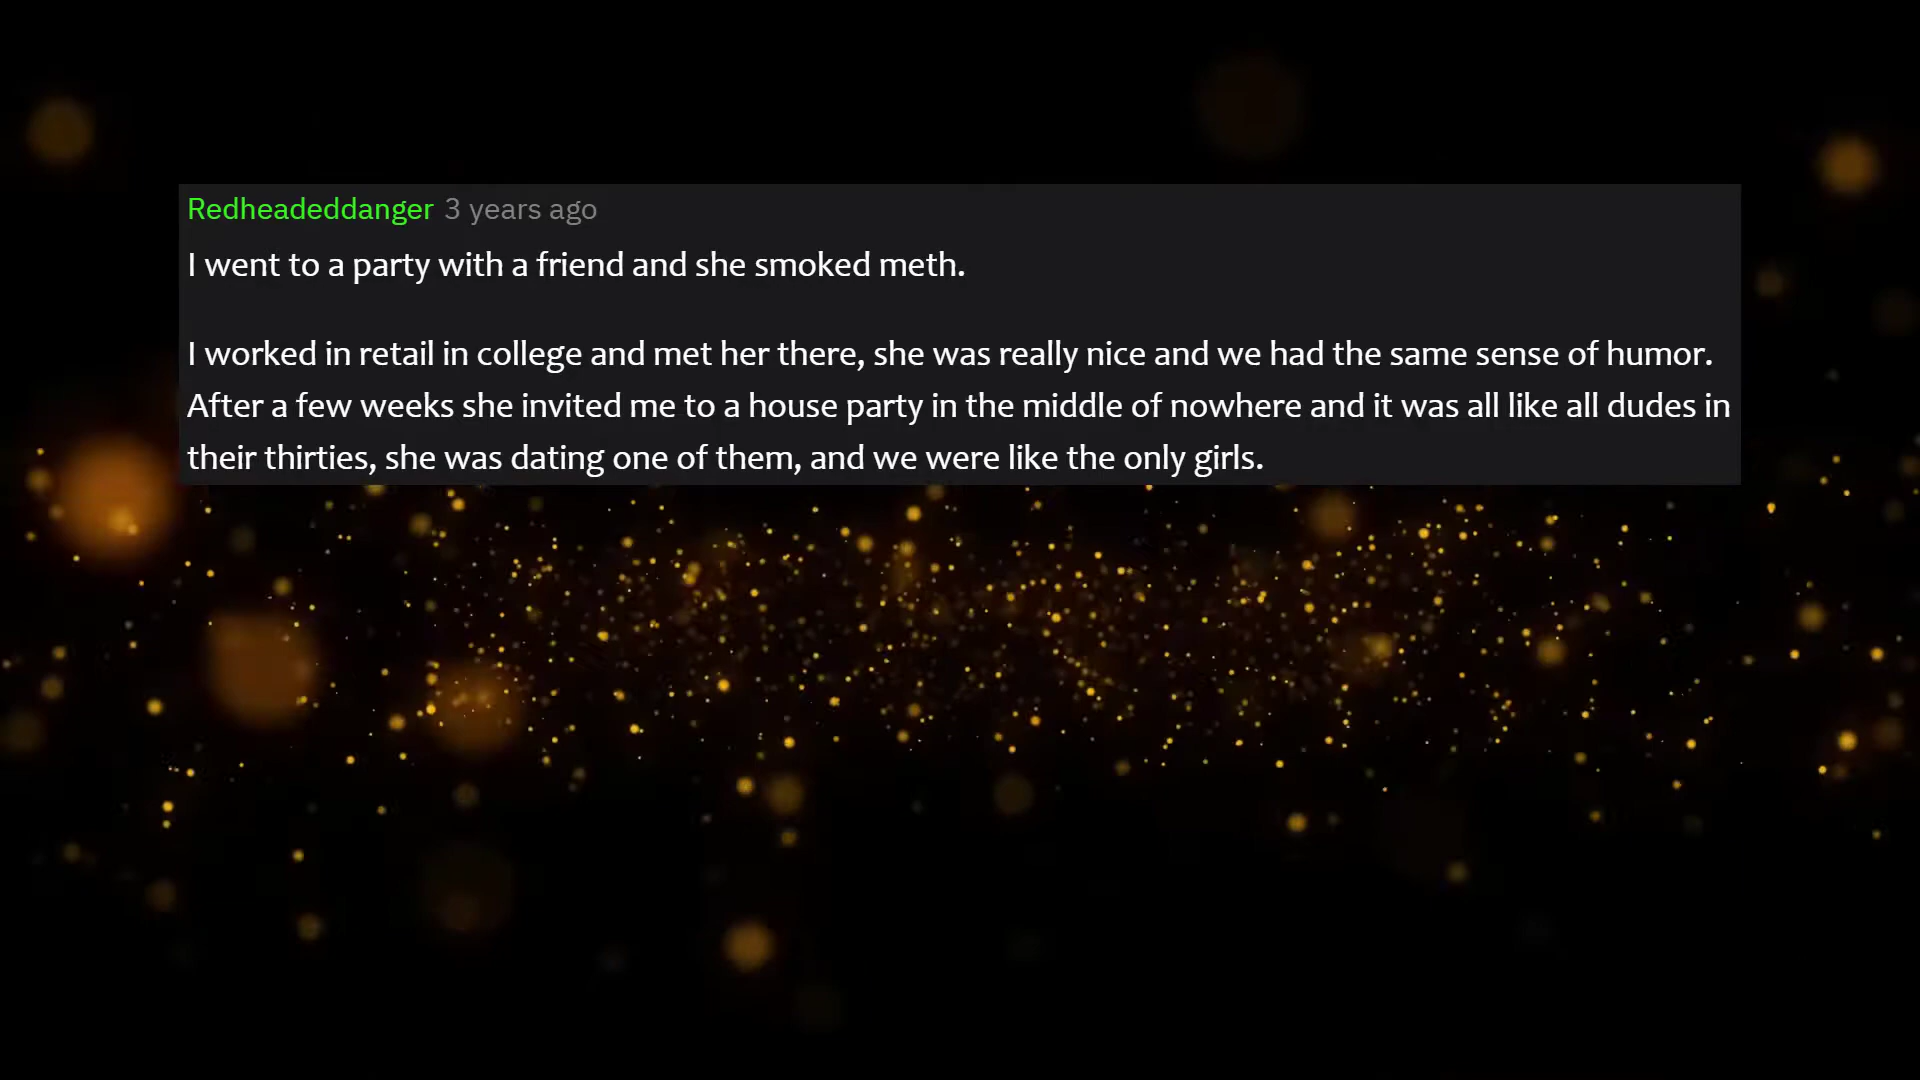 Redheadeddanger 3 years ago
I went to a party with a friend and she smoked meth.
I worked in retail in college and met her there, she was really nice and we had the same sense of humor.
After a few weeks she invited me to a house party in the middle of nowhere and it was all like all dudes in
their thirties, she was dating one of them, and we were like the only girls.